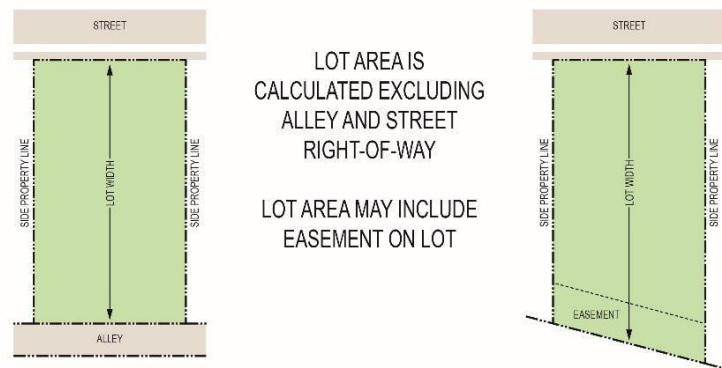 STREET
SIDE PROPERTY LINE
LOT WIDTH
SIDE PROPERTY LINE
ALLEY
LOT AREA IS
CALCULATED EXCLUDING
ALLEY AND STREET
RIGHT-OF-WAY
LOT AREA MAY INCLUDE
EASEMENT ON LOT
STREET
SIDE PROPERTY LINE
LOT WIDTH
SIDE PROPERTY LINE
EASEMENT